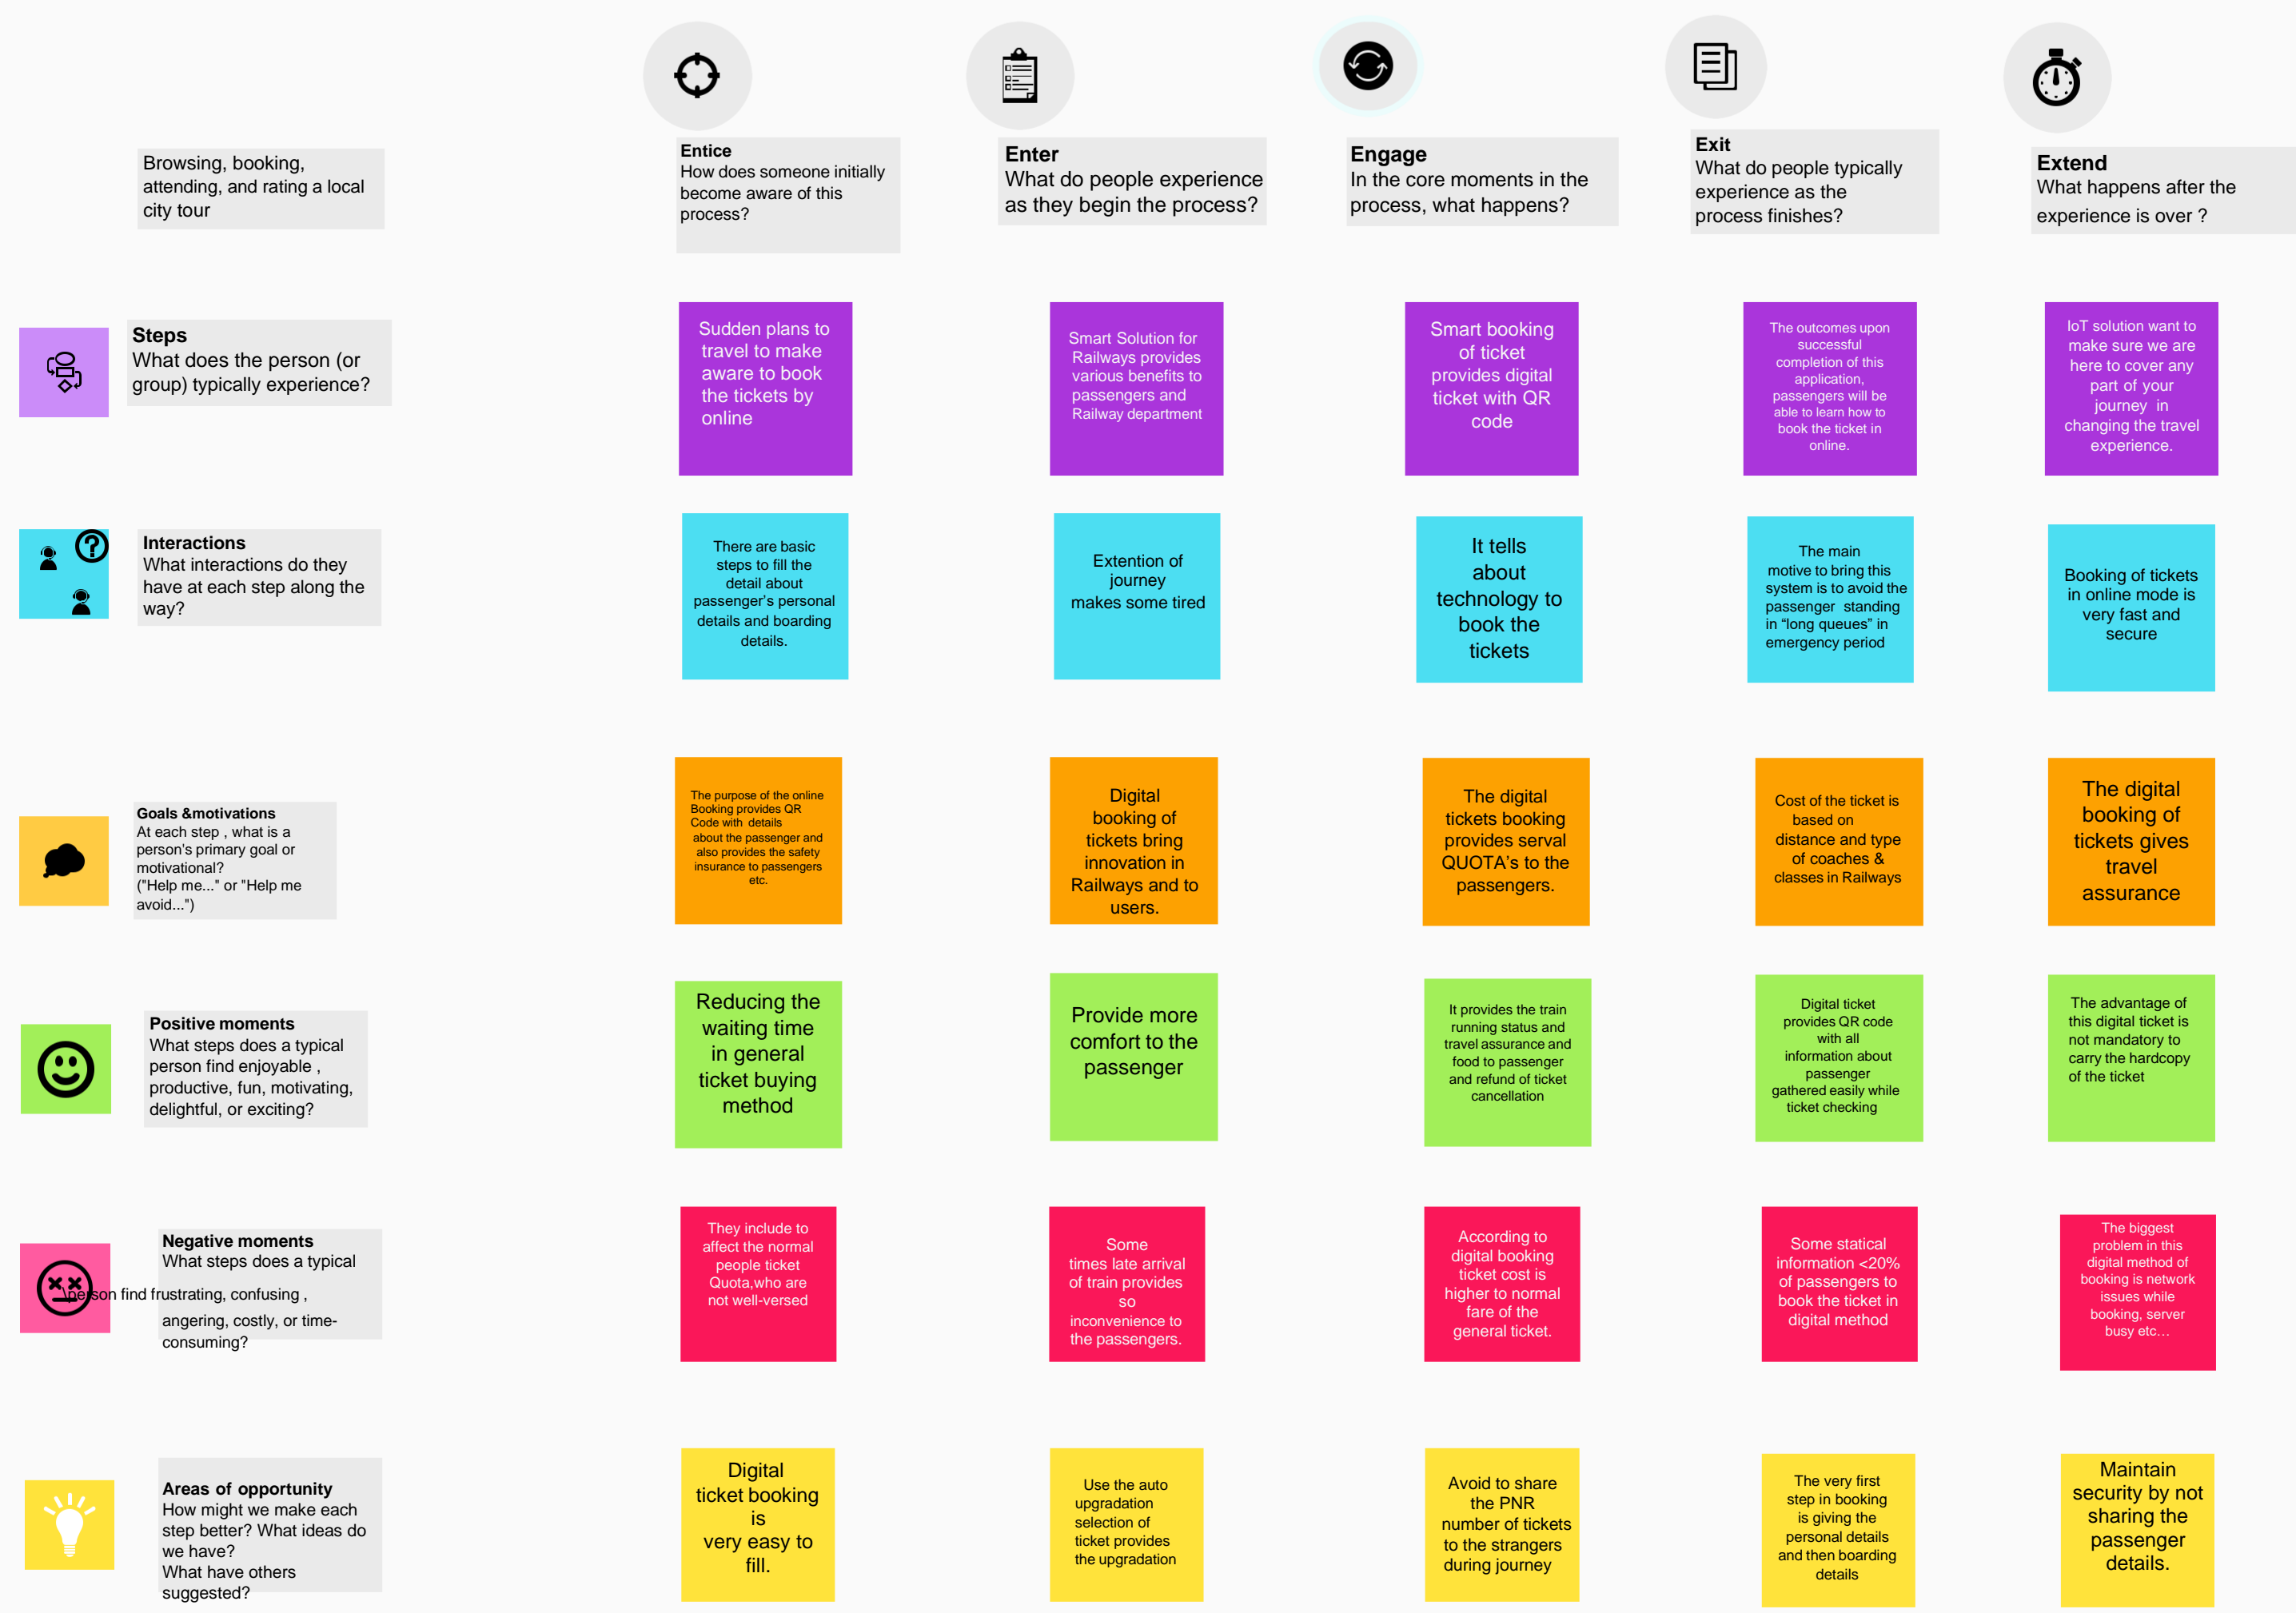 Browsing, booking,
attending, and rating a local
city tour
Entice
How does someone initially
become aware of this
process?
Enter
What do people experience
as they begin the process?
Engage
In the core moments in the
process, what happens?
Exit
What do people typically
experience as the
process finishes?
Extend
What happens after the
experience is over ?
Steps
What does the person (or
group) typically experience?
Sudden plans to
travel to make
aware to book
the tickets by
online
Smart Solution for
Railways provides
various benefits to
passengers and
Railway department
Smart booking
of ticket
provides digital
ticket with QR
code
The outcomes upon
successful
completion of this
application,
passengers will be
able to learn how to
book the ticket in
online.
IoT solution want to
make sure we are
here to cover any
part of your
journey in
changing the travel
experience.
Interactions
What interactions do they
have at each step along the
way?
There are basic
steps to fill the
detail about
passenger's personal
details and boarding
details.
Extention of
journey
makes some tired
It tells
about
technology to
book the
tickets
The main
motive to bring this
system is to avoid the
passenger standing
in “long queues” in
emergency period
Booking of tickets
in online mode is
very fast and
secure
Goals &motivations
At each step , what is a
person's primary goal or
motivational?
("Help me..." or "Help me
avoid...")
The purpose of the online
Booking provides QR
Code with details
about the passenger and
also provides the safety
insurance to passengers
etc.
Digital
booking of
tickets bring
innovation in
Railways and to
users.
The digital
tickets booking
provides serval
QUOTA's to the
passengers.
Cost of the ticket is
based on
distance and type
of coaches &
classes in Railways
The digital
booking of
tickets gives
travel
assurance
Positive moments
What steps does a typical
person find enjoyable ,
productive, fun, motivating,
delightful, or exciting?
Reducing the
waiting time
in general
ticket buying
method
Provide more
comfort to the
passenger
It provides the train
running status and
travel assurance and
food to passenger
and refund of ticket
cancellation
Digital ticket
provides QR code
with all
information about
passenger
gathered easily while
ticket checking
The advantage of
this digital ticket is
not mandatory to
carry the hardcopy
of the ticket
Negative moments
What steps does a typical
\person find frustrating, confusing ,
angering, costly, or time-
consuming?
They include to
affect the normal
people ticket
Quota,who are
not well-versed
Some
times late arrival
of train provides
so
inconvenience to
the passengers.
According to
digital booking
ticket cost is
higher to normal
fare of the
general ticket.
Some statical
information <20%
of passengers to
book the ticket in
digital method
The biggest
problem in this
digital method of
booking is network
issues while
booking, server
busy etc...
Areas of opportunity
How might we make each
step better? What ideas do
we have?
What have others
suggested?
Digital
ticket booking
is
very easy to
fill.
Use the auto
upgradation
selection of
ticket provides
the upgradation
Avoid to share
the PNR
number of tickets
to the strangers
during journey
The very first
step in booking
is giving the
personal details
and then boarding
details
Maintain
security by not
sharing the
passenger
details.